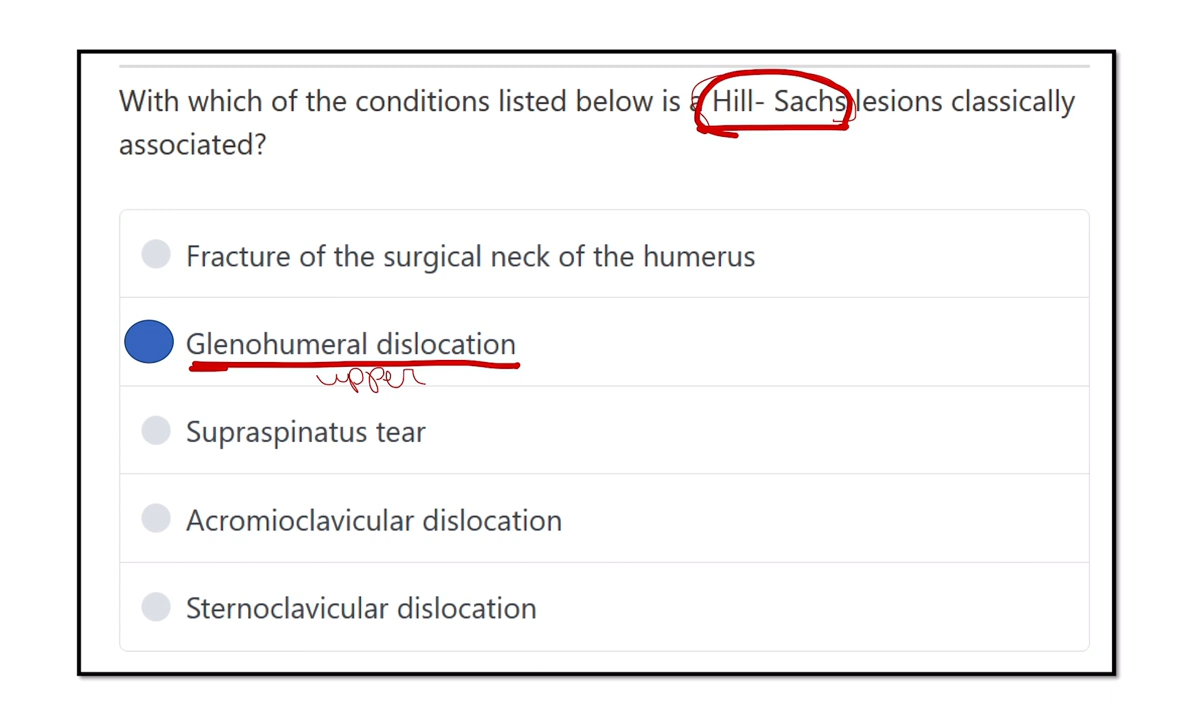 With which of the conditions listed below is a Hill- Sachs lesions classically
associated?
Fracture of the surgical neck of the humerus
Glenohumeral dislocation
upper
Supraspinatus tear
Acromioclavicular dislocation
Sternoclavicular dislocation